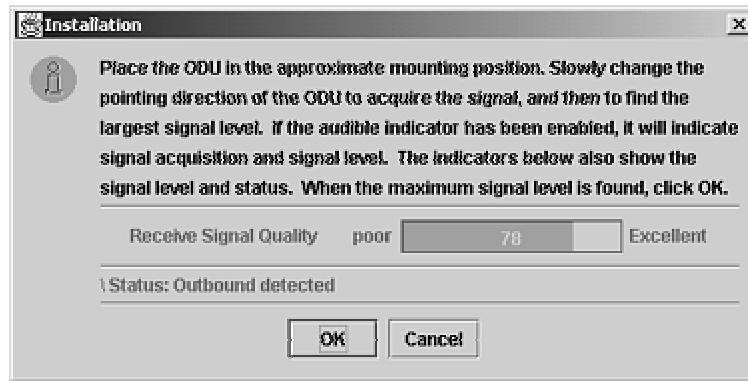 Installation
Place the ODU in the approximate mounting position. Slowly change the
pointing direction of the ODU to acquire the signal, and then to find the
largest signal level. If the audible indicator has been enabled, it will indicate
signal acquisition and signal level. The indicators below also show the
signal level and status. When the maximum signal level is found, click OK.
Receive Signal Quality poor 78 Excellent
\ Status: Outbound detected
OK Cancel